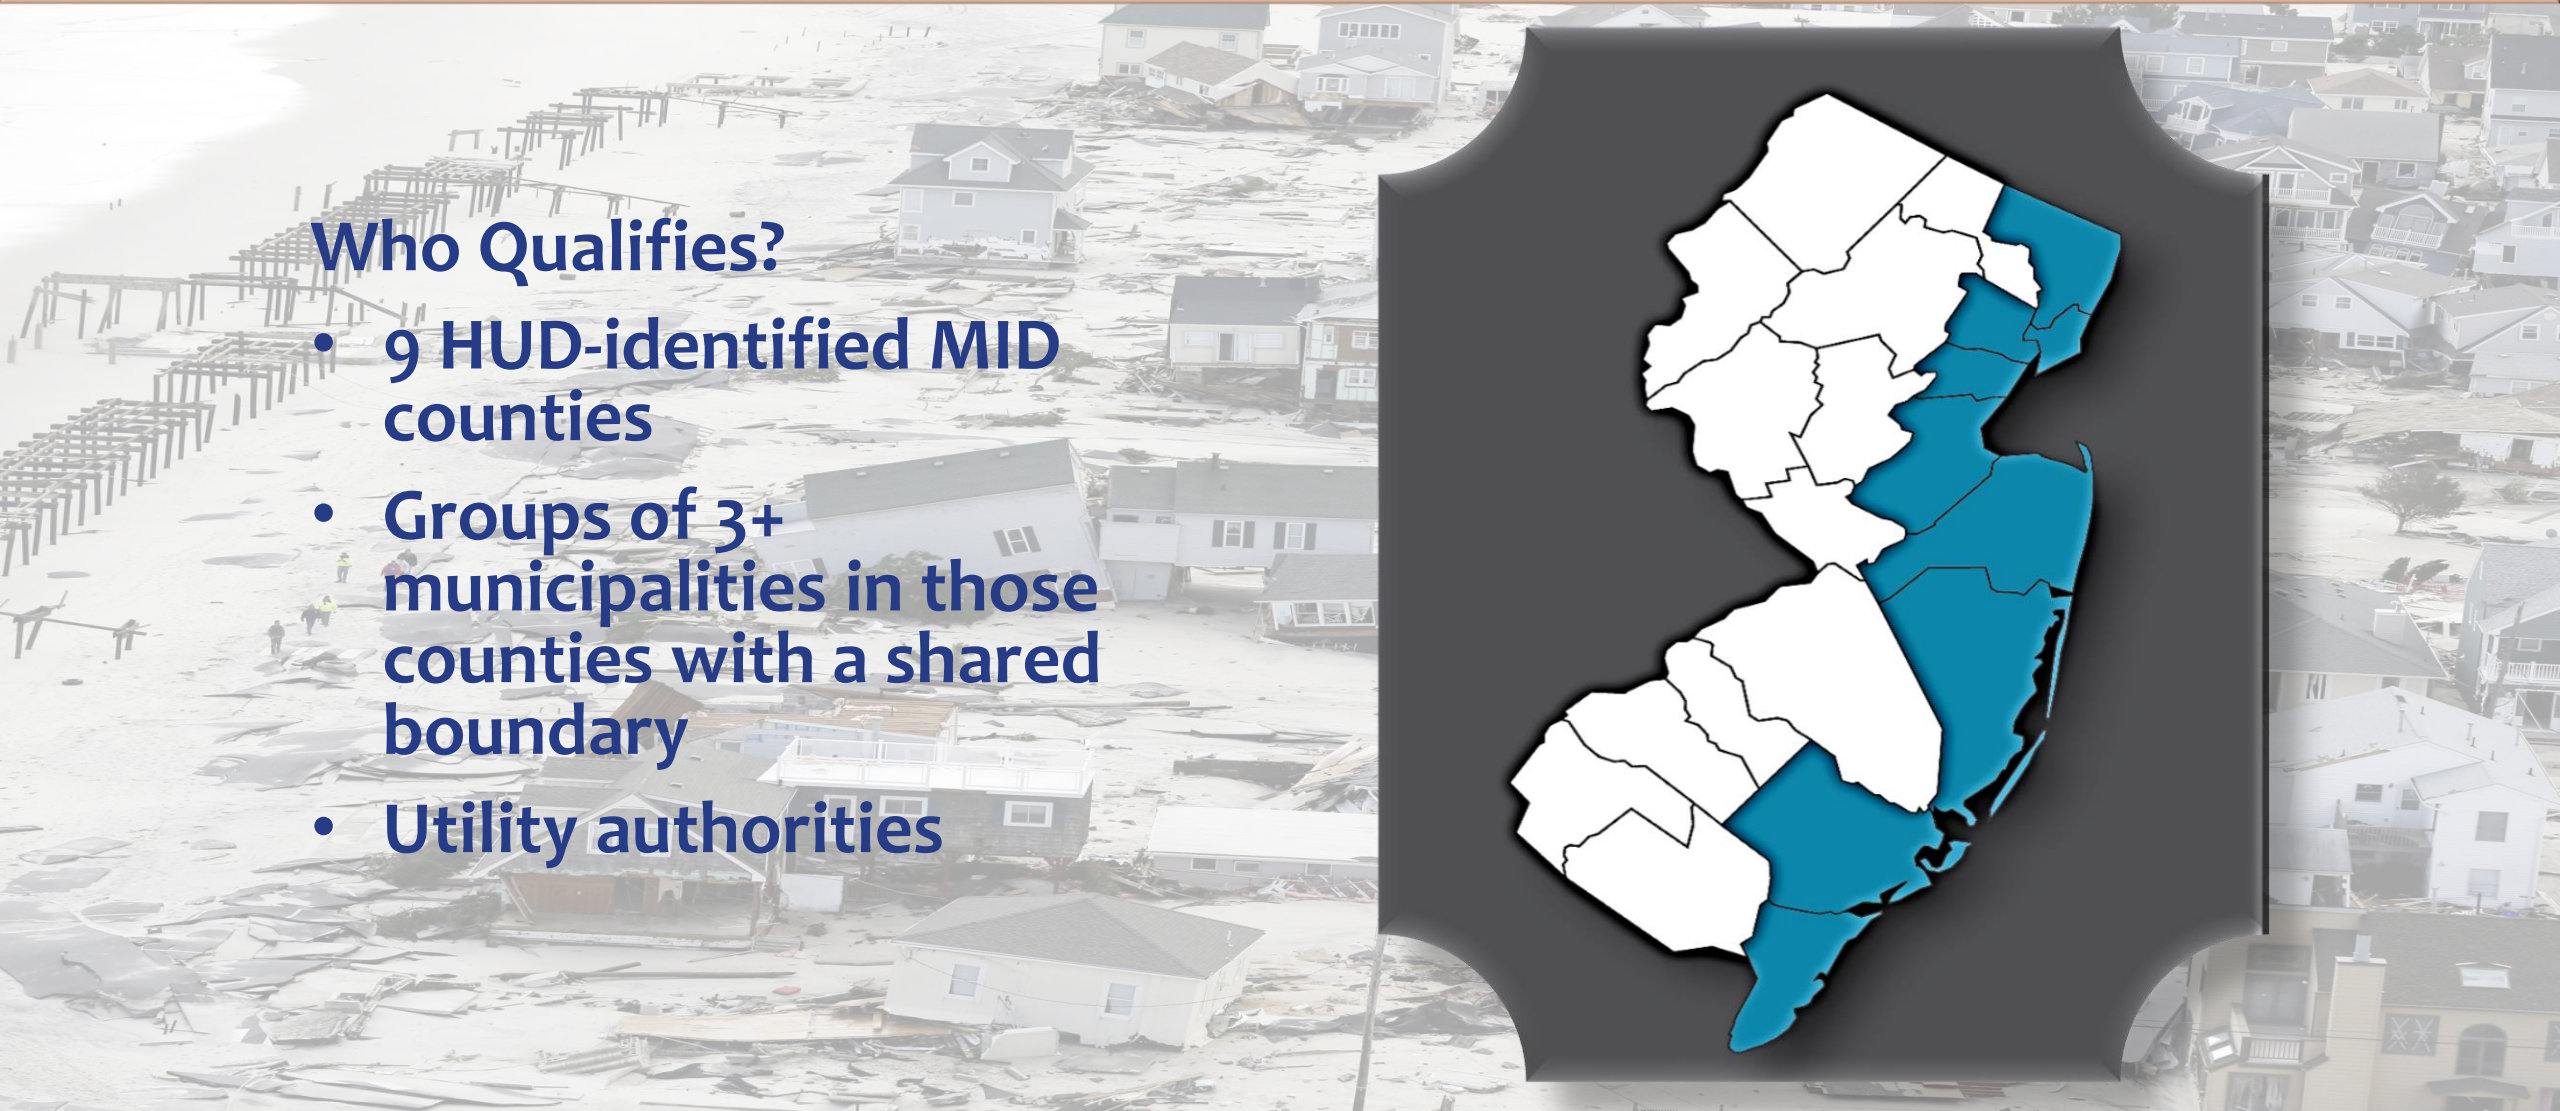 Who Qualifies?
• 9 HUD-identified MID
counties
• Groups of 3+
municipalities in those
counties with a shared
boundary
• Utility authorities